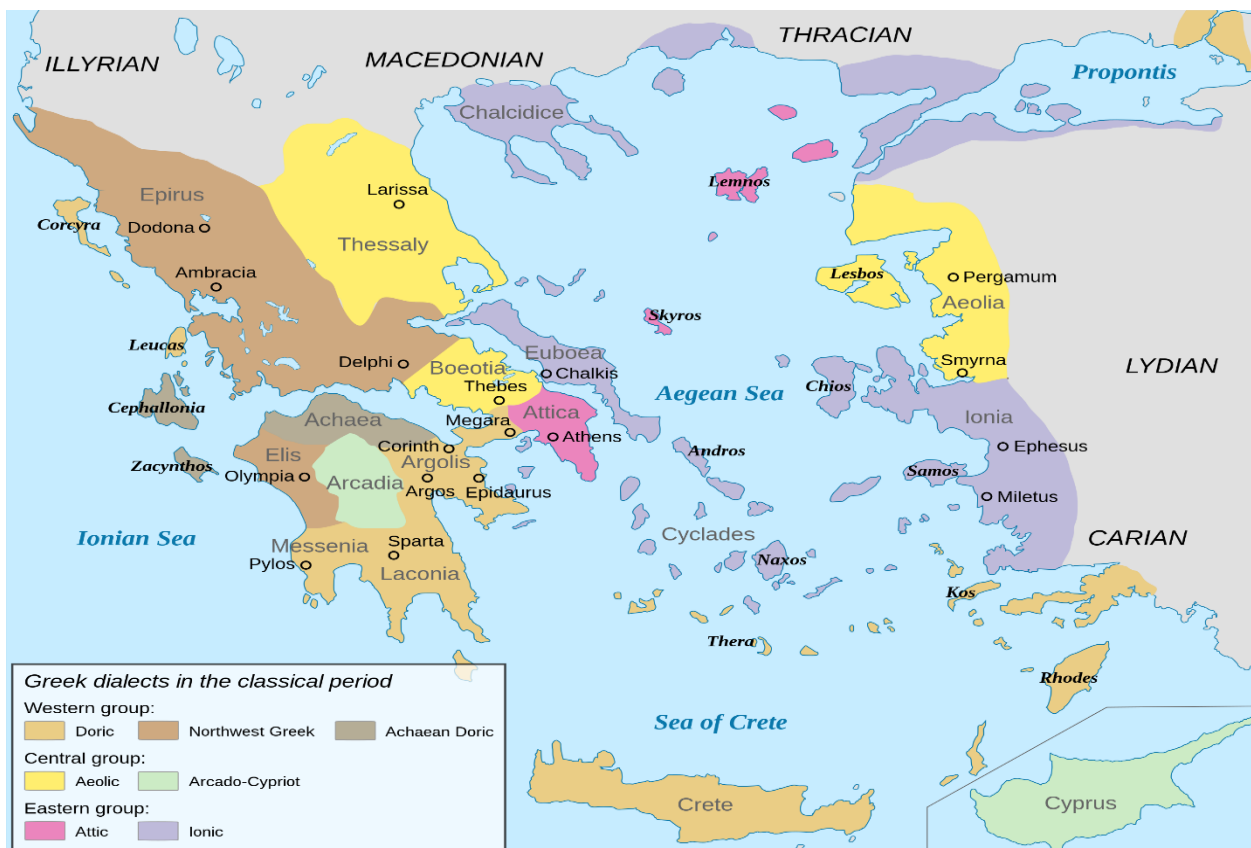 ILLYRIAN
MACEDONIAN
THRACIAN
Propontis
Chalcidice
Lemnos
Larissa
Epirus
Corcyra
Dodona
Thessaly
Ambracia
Lesbos
Pergamum
Aeolia
Skyros
Leucas
Delphi
Euboea
Boeotia
Chalkis
Thebes
Smyrna
LYDIAN
Chios
Aegean Sea
Cephallonia
Achaea
Megara
Attica
Athens
Ionia
Ephesus
Corinth
Andros
Zacynthos
Elis
Olympia
Arcadia
Argolis
Argos
Epidaurus
Samos
Miletus
Ionian Sea
Cyclades
CARIAN
Messenia
Sparta
Pylos
Laconia
Naxos
Kos
Thera
Rhodes
Sea of Crete
Crete
Cyprus
Greek dialects in the classical period
Western group:
Doric Northwest Greek Achaean Doric
Central group:
Aeolic Arcado-Cypriot
Eastern group:
Attic Ionic